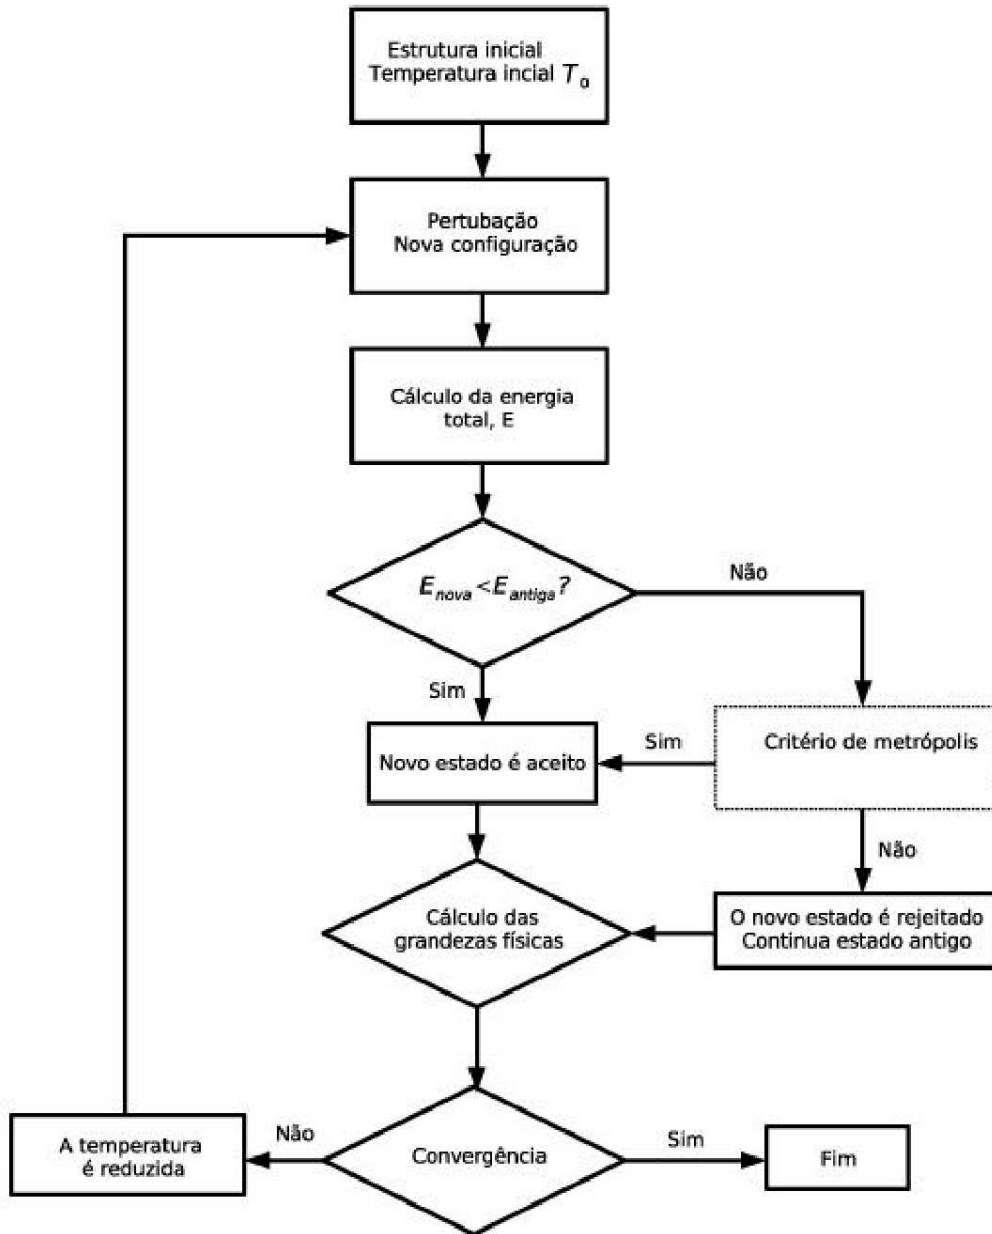 Estrutura inicial
Temperatura incial T₀
Pertubação
Nova configuração
Cálculo da energia
total, E
E_nova < E_antiga ?
Não
Sim
Novo estado é aceito
Sim
Critério de metrópolis
Não
Cálculo das
grandezas físicas
O novo estado é rejeitado
Continua estado antigo
A temperatura
é reduzida
Não
Convergência
Sim
Fim